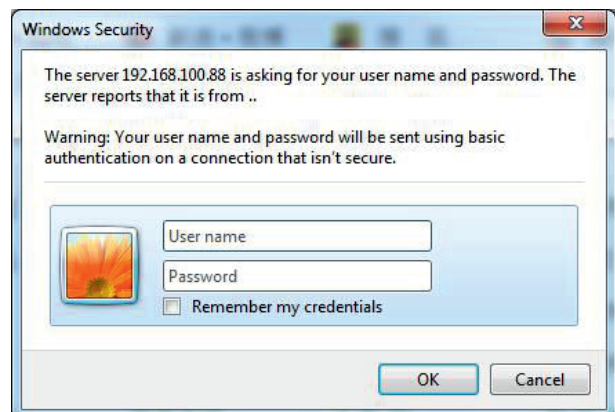 Windows Security
The server 192.168.100.88 is asking for your user name and password. The
server reports that it is from ..
Warning: Your user name and password will be sent using basic
authentication on a connection that isn't secure.
User name
Password
Remember my credentials
OK
Cancel